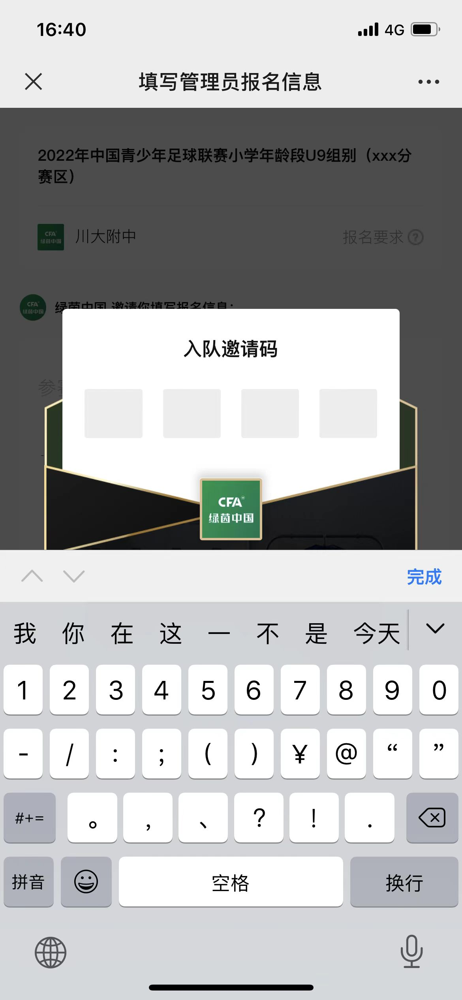 16:40
4G
填写管理员报名信息
2022年中国青少年足球联赛小学年龄段U9组别（xxx分
赛区）
CFA
绿茵中国
川大附中
报名要求 ?
CFA
绿茵中国
绿茵中国 邀请你填写报名信息：
入队邀请码
参赛
CFA
绿茵中国
完成
我 你 在 这 一 不 是 今天
1 2 3 4 5 6 7 8 9 0
- / : ; ( ) ¥ @ “ ”
#+= 。 , 、 ? ! .
拼音 空格 换行